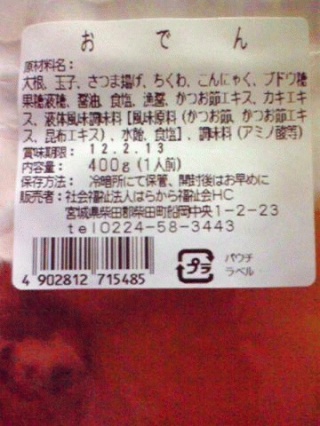 おでん
原材料名：
大根、玉子、さつま揚げ、ちくわ、こんにゃく、ブドウ糖
果糖液糖、醤油、食塩、漁醤、かつお節エキス、カキエキ
ス、液体風味調味料【風味原料（かつお節、かつお節エキ
ス、昆布エキス）、水飴、食塩】、調味料（アミノ酸等）
賞味期限： 12.2.13
内容量： 400g（1人前）
保存方法： 冷暗所にて保管、開封後はお早めに
販売者：社会福祉法人はらから福祉会HC
宮城県柴田郡柴田町船岡中央1-2-23
tel0224-58-3443
4 902812 715485
プラ
パウチ
ラベル